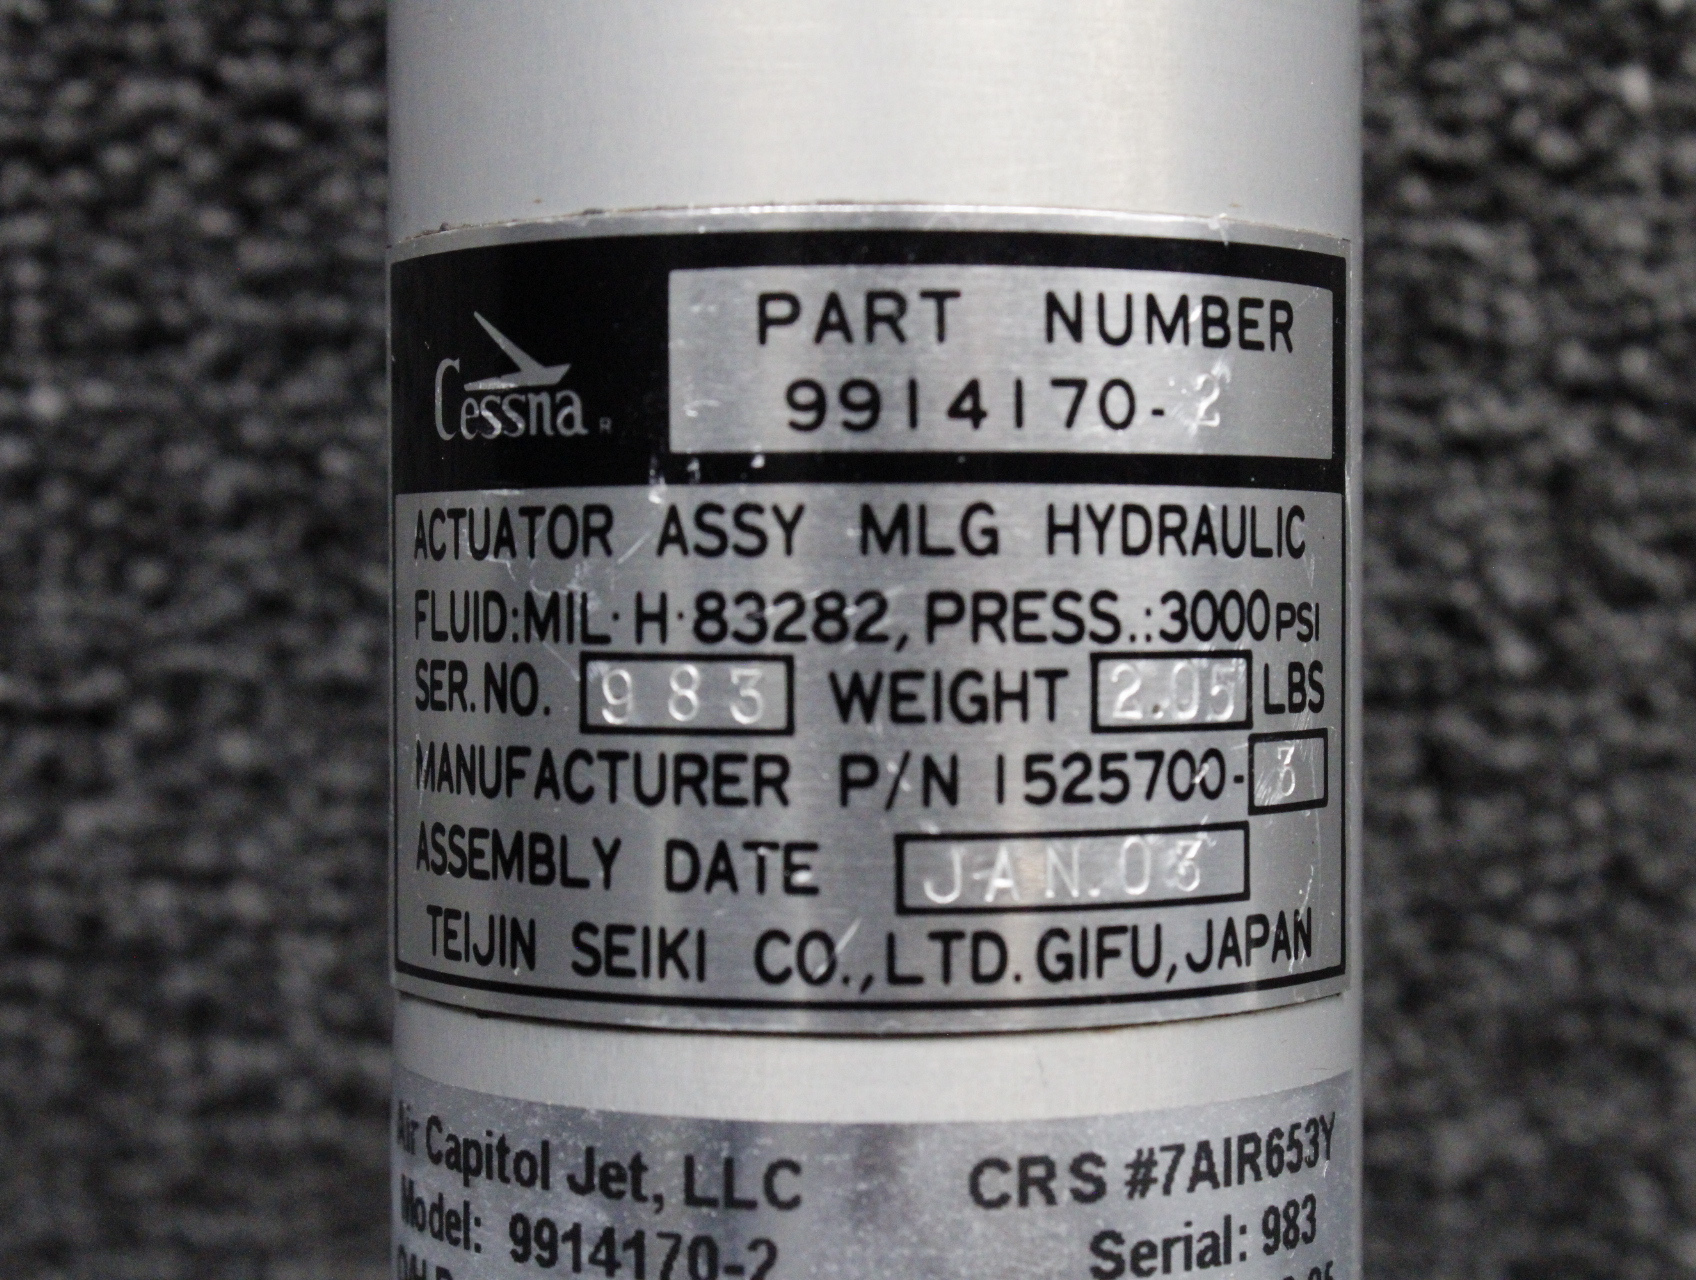 Cessna R
PART NUMBER
9914170-2
ACTUATOR ASSY MLG HYDRAULIC
FLUID:MIL·H·83282, PRESS.:3000PSI
SER.NO. 983 WEIGHT 2.05 LBS
MANUFACTURER P/N 1525700-3
ASSEMBLY DATE JAN.03
TEIJIN SEIKI CO.,LTD. GIFU,JAPAN
Air Capitol Jet, LLC CRS #7AIR653Y
Model: 9914170-2 Serial: 983